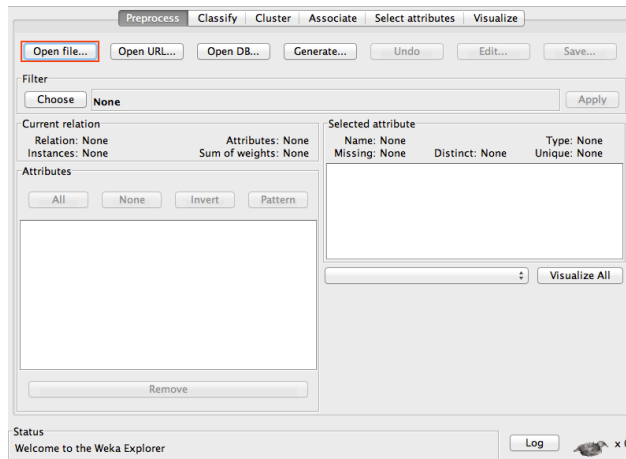 Preprocess Classify Cluster Associate Select attributes Visualize
Open file... Open URL... Open DB... Generate... Undo Edit... Save...
Filter
Choose None Apply
Current relation
Relation: None Attributes: None
Instances: None Sum of weights: None
Selected attribute
Name: None Type: None
Missing: None Distinct: None Unique: None
Attributes
All None Invert Pattern
Visualize All
Remove
Status
Welcome to the Weka Explorer
Log x